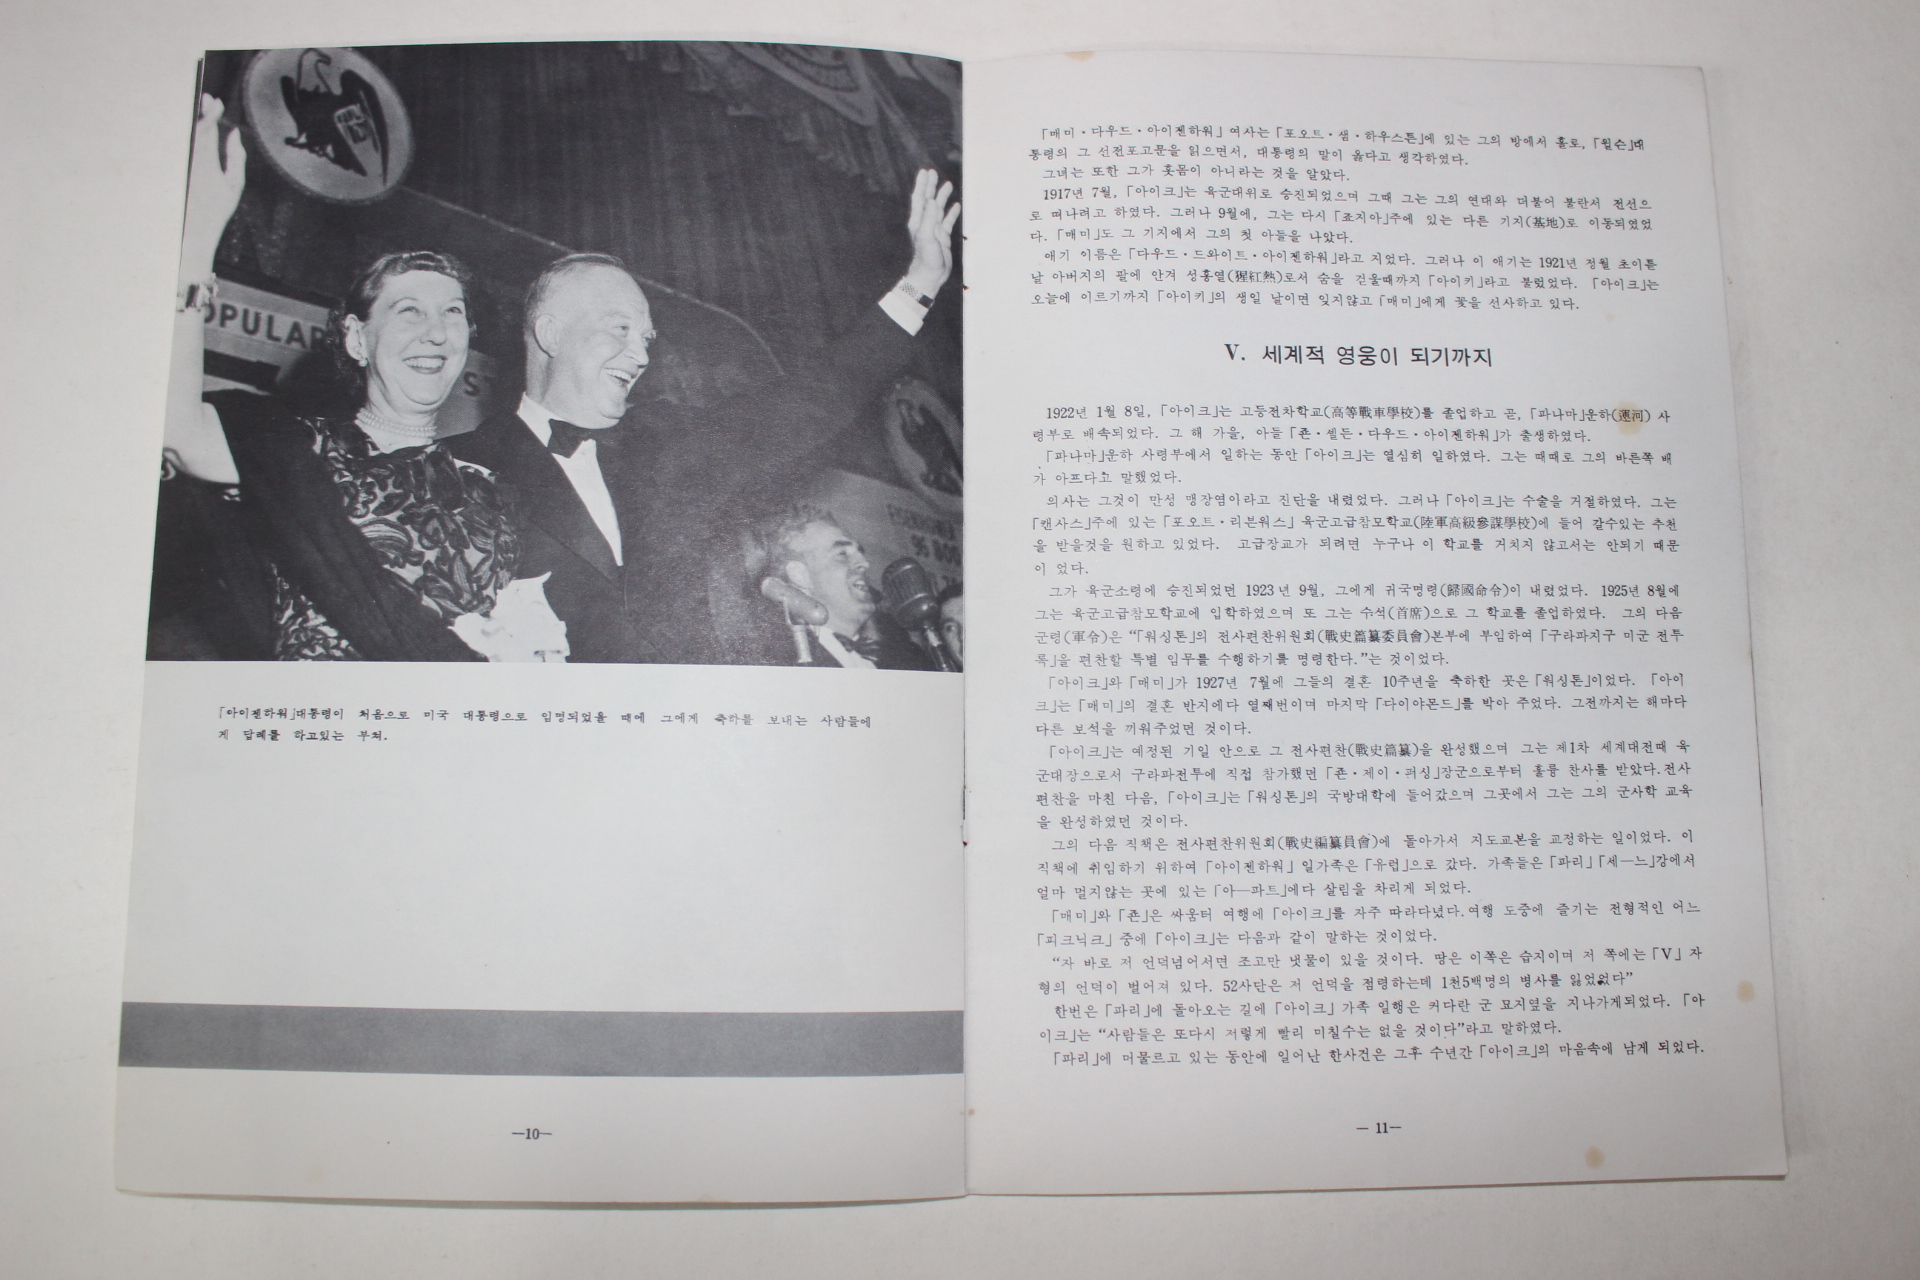 OPULAR
ST
「아이젠하워」대통령이 처음으로 미국 대통령으로 임명되었을 때에 그에게 축하를 보내는 사람들에
게 답례를 하고있는 부처.
—10—
「매미・다우드・아이젠하워」 여사는 「포오트・샘・하우스튼」에 있는 그의 방에서 홀로, 「윌슨」대
통령의 그 선전포고문을 읽으면서, 대통령의 말이 옳다고 생각하였다.
그녀는 또한 그가 홋몸이 아니라는 것을 알았다.
1917년 7월, 「아이크」는 육군대위로 승진되었으며 그때 그는 그의 연대와 더불어 불란서 전선으
로 떠나려고 하였다. 그러나 9월에, 그는 다시 「죠지아」주에 있는 다른 기지(基地)로 이동되였었
다. 「매미」도 그 기지에서 그의 첫 아들을 나았다.
애기 이름은 「다우드・드와이트・아이젠하워」라고 지었다. 그러나 이 애기는 1921년 정월 초이튿
날 아버지의 팔에 안겨 성홍열(猩紅熱)로서 숨을 걷울때까지 「아이키」라고 불렀었다. 「아이크」는
오늘에 이르기까지 「아이키」의 생일 날이면 잊지않고 「매미」에게 꽃을 선사하고 있다.
V. 세계적 영웅이 되기까지
1922년 1월 8일, 「아이크」는 고등전차학교(高等戰車學校)를 졸업하고 곧, 「파나마」운하(運河) 사
령부로 배속되었다. 그 해 가을, 아들 「죤・쉘든・다우드・아이젠하워」가 출생하였다.
「파나마」운하 사령부에서 일하는 동안 「아이크」는 열심히 일하였다. 그는 때때로 그의 바른쪽 배
가 아프다고 말했었다.
의사는 그것이 만성 맹장염이라고 진단을 내렸었다. 그러나 「아이크」는 수술을 거절하였다. 그는
「캔사스」주에 있는 「포오트・리븐워스」 육군고급참모학교(陸軍高級參謀學校)에 들어 갈수있는 추천
을 받을것을 원하고 있었다. 고급장교가 되려면 누구나 이 학교를 거치지 않고서는 안되기 때문
이 었다.
그가 육군소령에 승진되었던 1923년 9월, 그에게 귀국명령(歸國命令)이 내렸었다. 1925년 8월에
그는 육군고급참모학교에 입학하였으며 또 그는 수석(首席)으로 그 학교를 졸업하였다. 그의 다음
군령(軍令)은 “「워싱톤」의 전사편찬위원회(戰史篇纂委員會)본부에 부임하여 「구라파지구 미군 전투
록」을 편찬할 특별 임무를 수행하기를 명령한다.”는 것이었다.
「아이크」와 「매미」가 1927년 7월에 그들의 결혼 10주년을 축하한 곳은 「워싱톤」이었다. 「아이
크」는 「매미」의 결혼 반지에다 열째번이며 마지막 「다이야몬드」를 박아 주었다. 그전까지는 해마다
다른 보석을 끼워주었던 것이다.
「아이크」는 예정된 기일 안으로 그 전사편찬(戰史篇纂)을 완성했으며 그는 제1차 세계대전때 육
군대장으로서 구라파전투에 직접 참가했던 「죤・제이・퍼싱」장군으로부터 훌륭 찬사를 받았다. 전사
편찬을 마친 다음, 「아이크」는 「워싱톤」의 국방대학에 들어갔으며 그곳에서 그는 그의 군사학 교육
을 완성하였던 것이다.
그의 다음 직책은 전사편찬위원회(戰史編纂員會)에 돌아가서 지도교본을 교정하는 일이었다. 이
직책에 취임하기 위하여 「아이젠하워」 일가족은 「유럽」으로 갔다. 가족들은 「파리」 「세—느」강에서
얼마 멀지않는 곳에 있는 「아—파트」에다 살림을 차리게 되었다.
「매미」와 「죤」은 싸움터 여행에 「아이크」를 자주 따라다녔다. 여행 도중에 즐기는 전형적인 어느
「피크닉크」 중에 「아이크」는 다음과 같이 말하는 것이었다.
“자 바로 저 언덕넘어서면 조고만 냇물이 있을 것이다. 땅은 이쪽은 습지이며 저 쪽에는 「V」 자
형의 언덕이 벌어져 있다. 52사단은 저 언덕을 점령하는데 1천5백명의 병사를 잃었었다”
한번은 「파리」에 돌아오는 길에 「아이크」 가족 일행은 커다란 군 묘지옆을 지나가게되었다. 「아
이크」는 “사람들은 또다시 저렇게 빨리 미칠수는 없을 것이다”라고 말하였다.
「파리」에 머물르고 있는 동안에 일어난 한사건은 그후 수년간 「아이크」의 마음속에 남게 되었다.
— 11—